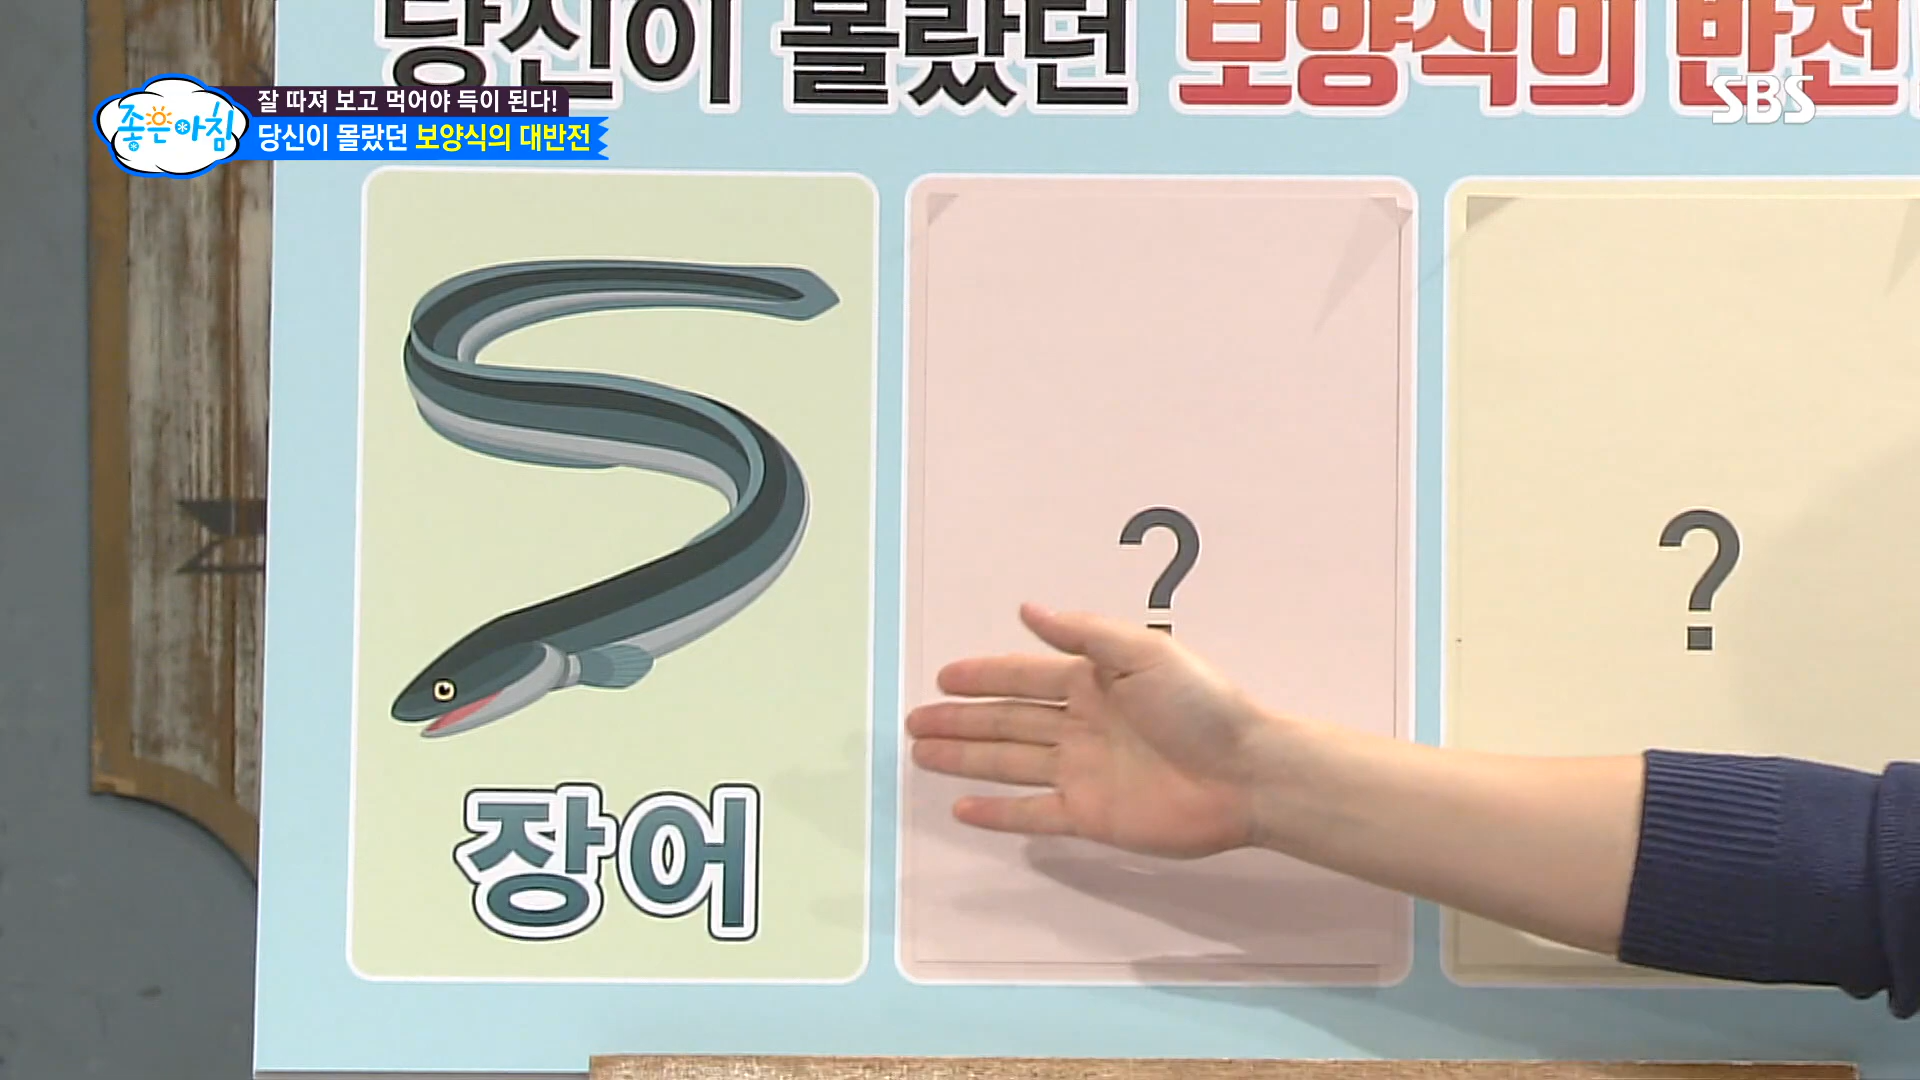 당신이 몰랐던 보양식의 반전
잘 따져 보고 먹어야 득이 된다!
좋은아침
당신이 몰랐던 보양식의 대반전
SBS
?
?
장어